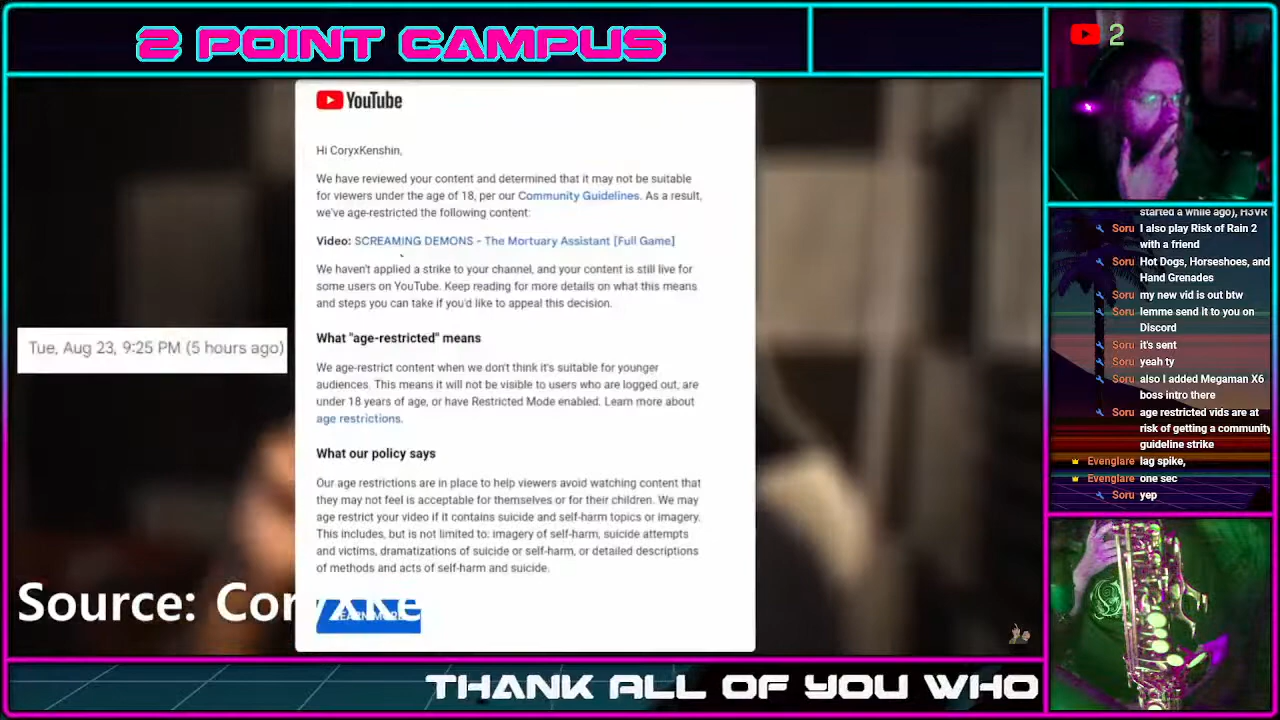 2 POINT CAMPUS
2
YouTube
Hi CoryxKenshin,
We have reviewed your content and determined that it may not be suitable
for viewers under the age of 18, per our Community Guidelines. As a result,
we've age-restricted the following content:
Video: SCREAMING DEMONS - The Mortuary Assistant [Full Game]
We haven't applied a strike to your channel, and your content is still live for
some users on YouTube. Keep reading for more details on what this means
and steps you can take if you'd like to appeal this decision.
What "age-restricted" means
We age-restrict content when we don't think it's suitable for younger
audiences. This means it will not be visible to users who are logged out, are
under 18 years of age, or have Restricted Mode enabled. Learn more about
age restrictions.
What our policy says
Our age restrictions are in place to help viewers avoid watching content that
they may not feel is acceptable for themselves or for their children. We may
age restrict your video if it contains suicide and self-harm topics or imagery.
This includes, but is not limited to: imagery of self-harm, suicide attempts
and victims, dramatizations of suicide or self-harm, or detailed descriptions
of methods and acts of self-harm and suicide.
Tue, Aug 23, 9:25 PM (5 hours ago)
Source:
started a while ago), H3VR
Soru I also play Risk of Rain 2
with a friend
Soru Hot Dogs, Horseshoes, and
Hand Grenades
Soru my new vid is out btw
Soru lemme send it to you on
Discord
Soru it's sent
Soru yeah ty
Soru also I added Megaman X6
boss intro there
Soru age restricted vids are at
risk of getting a community
guideline strike
Evenglare lag spike,
Evenglare one sec
Soru yep
THANK ALL OF YOU WHO